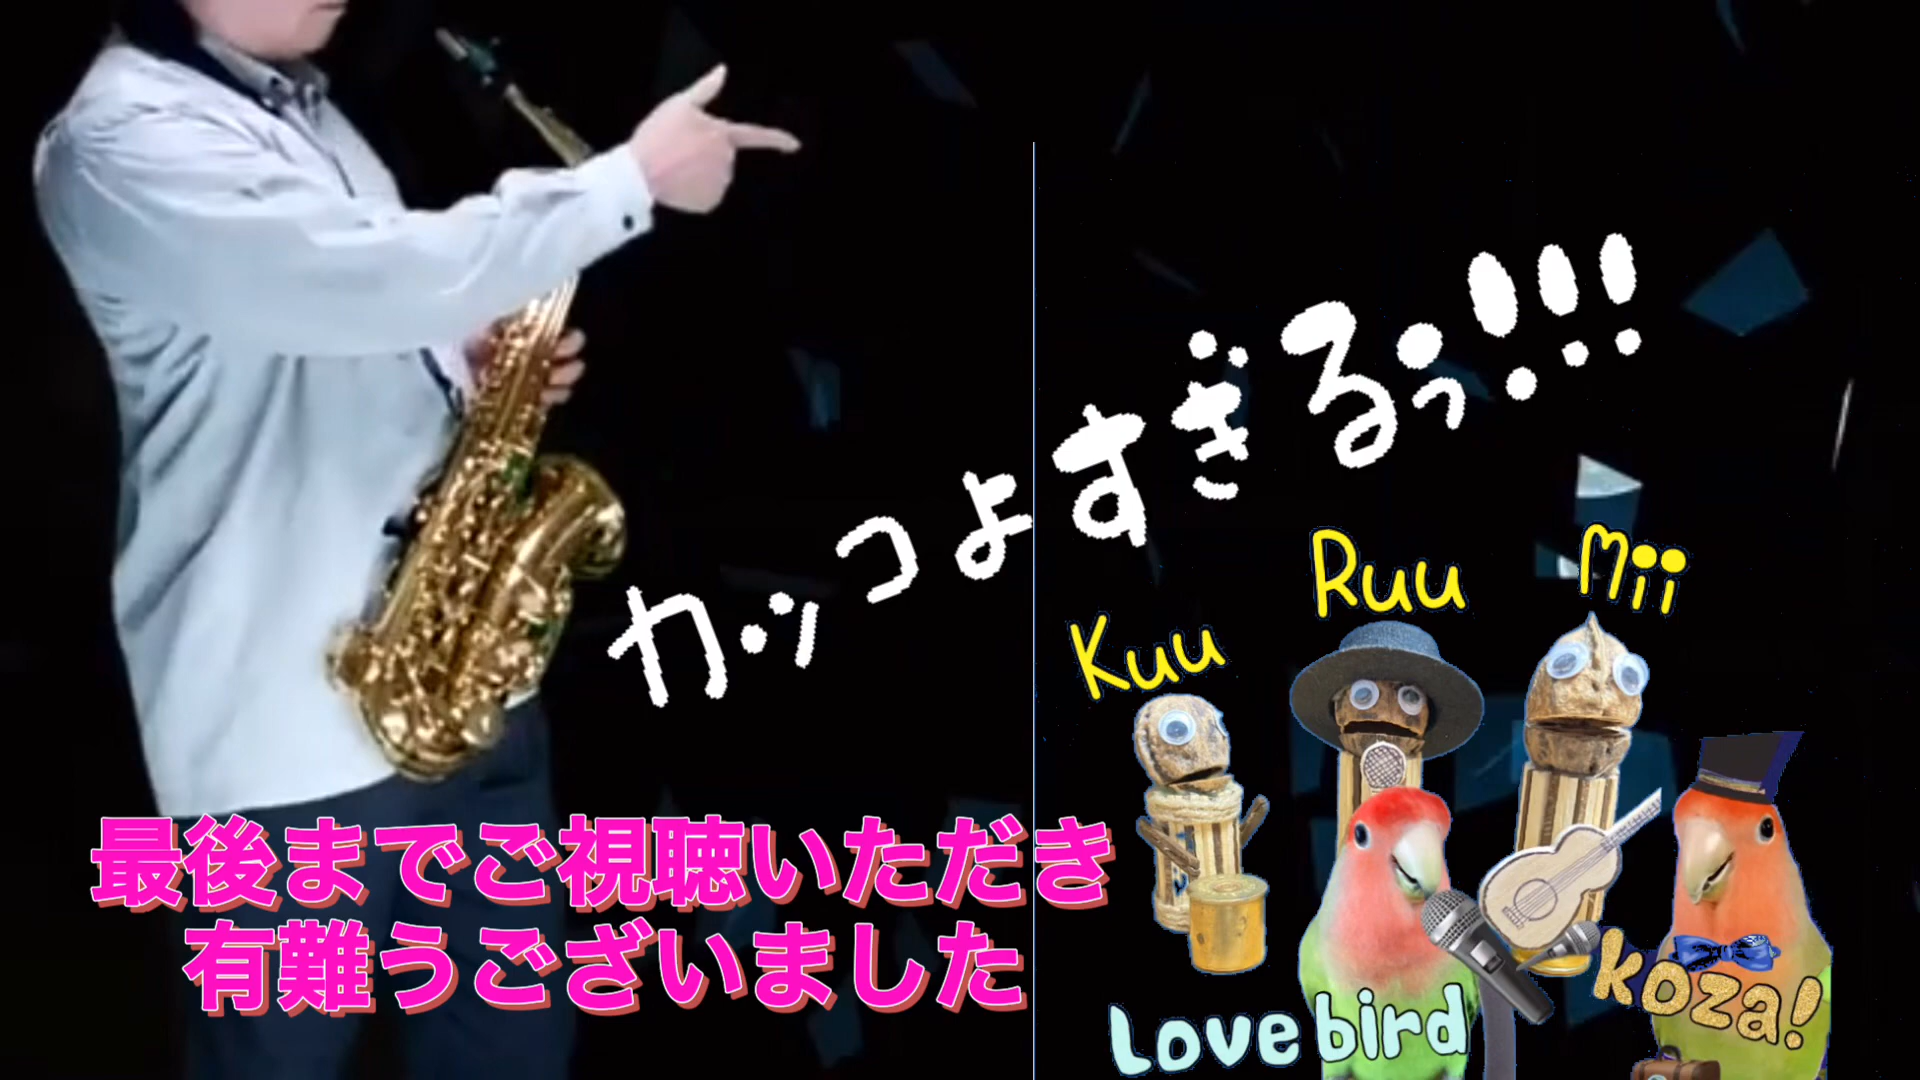 カッコよすぎるぅ!!!
Kuu
Ruu
Mii
最後までご視聴いただき
有難うございました
Love bird
koza!